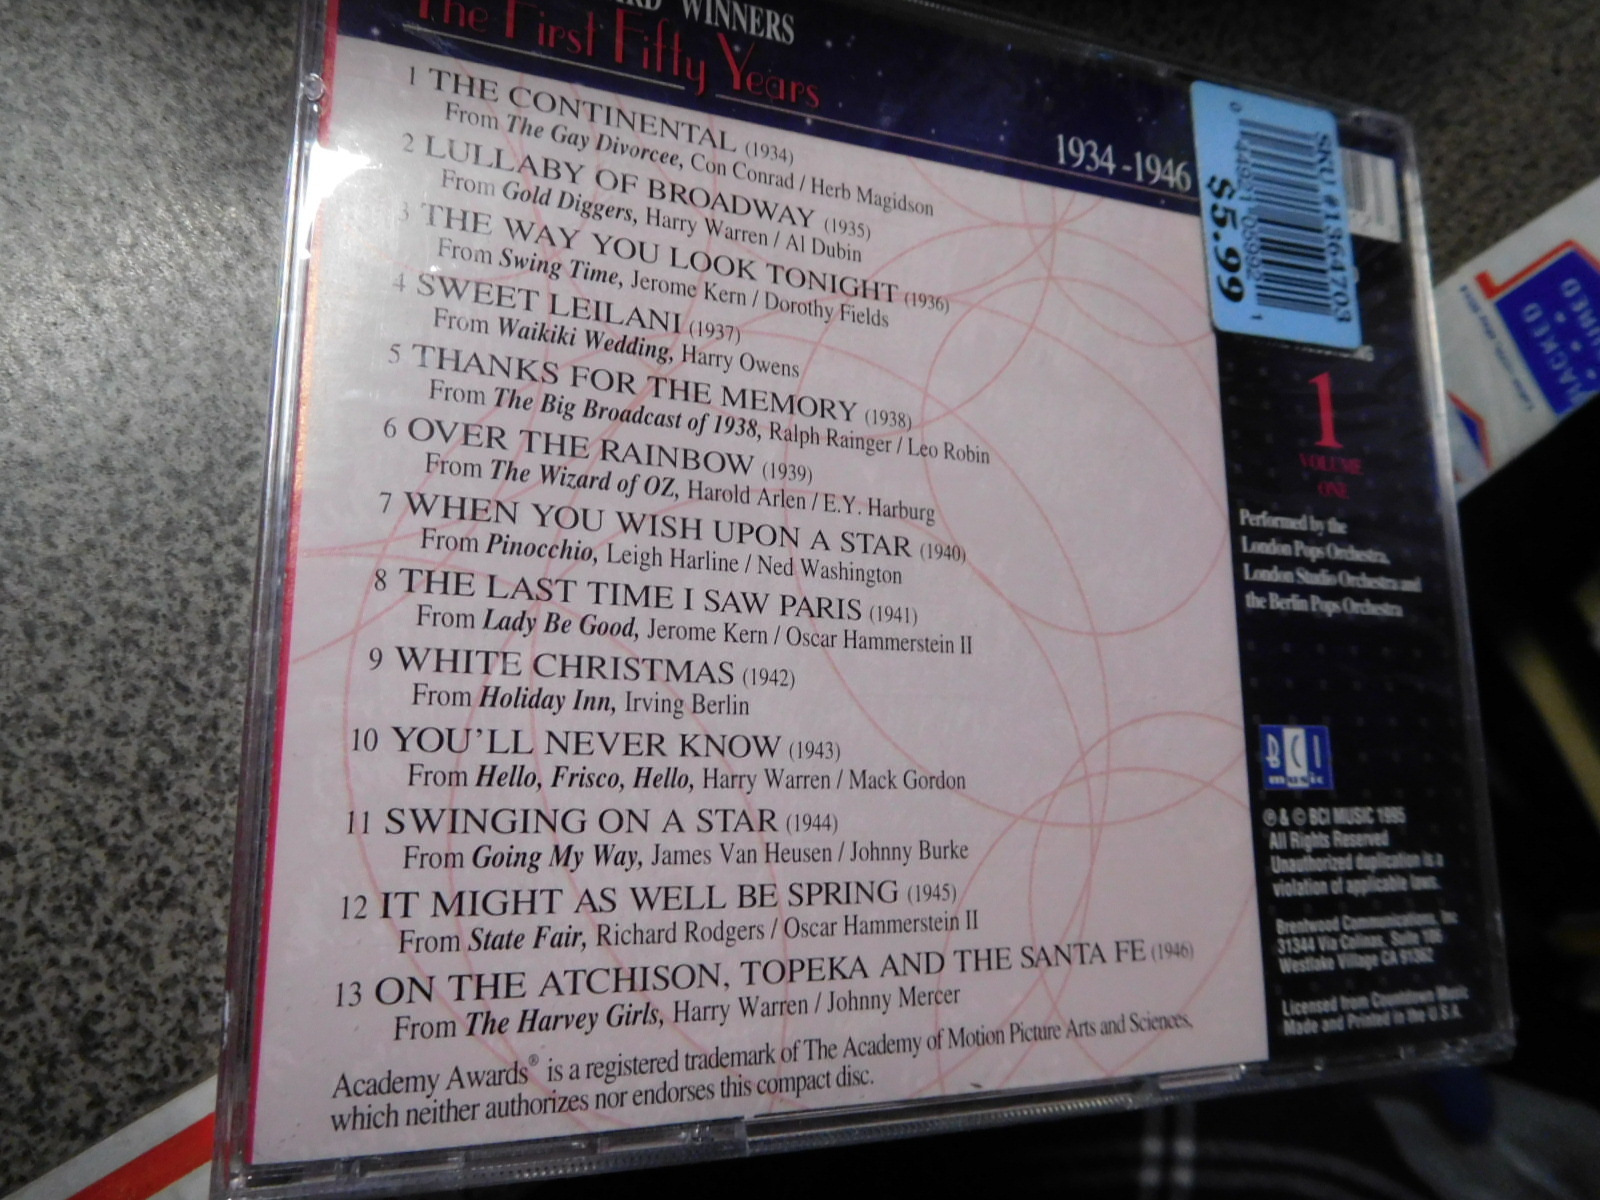 WINNERS
The First Fifty Years
1934-1946
1 THE CONTINENTAL (1934)
From The Gay Divorcee, Con Conrad / Herb Magidson
2 LULLABY OF BROADWAY (1935)
From Gold Diggers, Harry Warren / Al Dubin
3 THE WAY YOU LOOK TONIGHT (1936)
From Swing Time, Jerome Kern / Dorothy Fields
4 SWEET LEILANI (1937)
From Waikiki Wedding, Harry Owens
5 THANKS FOR THE MEMORY (1938)
From The Big Broadcast of 1938, Ralph Rainger / Leo Robin
6 OVER THE RAINBOW (1939)
From The Wizard of OZ, Harold Arlen / E.Y. Harburg
7 WHEN YOU WISH UPON A STAR (1940)
From Pinocchio, Leigh Harline / Ned Washington
8 THE LAST TIME I SAW PARIS (1941)
From Lady Be Good, Jerome Kern / Oscar Hammerstein II
9 WHITE CHRISTMAS (1942)
From Holiday Inn, Irving Berlin
10 YOU'LL NEVER KNOW (1943)
From Hello, Frisco, Hello, Harry Warren / Mack Gordon
11 SWINGING ON A STAR (1944)
From Going My Way, James Van Heusen / Johnny Burke
12 IT MIGHT AS WELL BE SPRING (1945)
From State Fair, Richard Rodgers / Oscar Hammerstein II
13 ON THE ATCHISON, TOPEKA AND THE SANTA FE (1946)
From The Harvey Girls, Harry Warren / Johnny Mercer
Academy Awards® is a registered trademark of The Academy of Motion Picture Arts and Sciences,
which neither authorizes nor endorses this compact disc.
SKU #1364703
$5.99
1
VOLUME
ONE
Performed by the
London Pops Orchestra,
London Studio Orchestra and
the Berlin Pops Orchestra
BCI
music
℗ & © BCI MUSIC 1995
All Rights Reserved
Unauthorized duplication is a
violation of applicable laws.
Brentwood Communications, Inc
31344 Via Colinas, Suite
Westlake Village CA 91362
Licensed from Countdown Music
Made and Printed in the U.S.A.